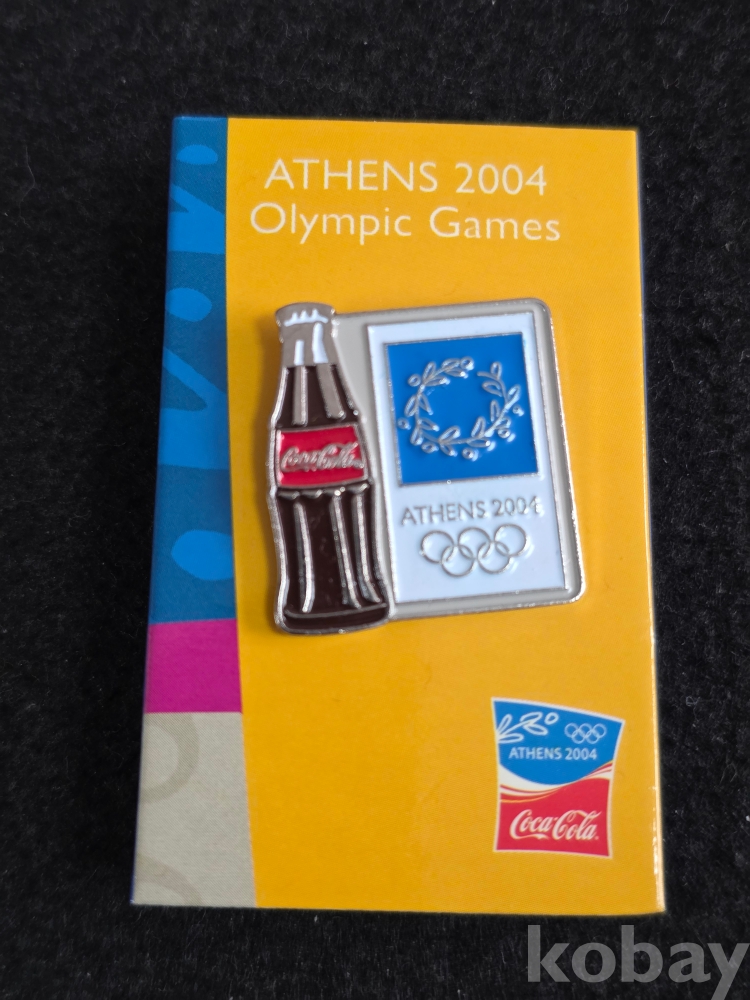 ATHENS 2004
Olympic Games
Coca-Cola
ATHENS 2004
ATHENS 2004
Coca-Cola
kobay